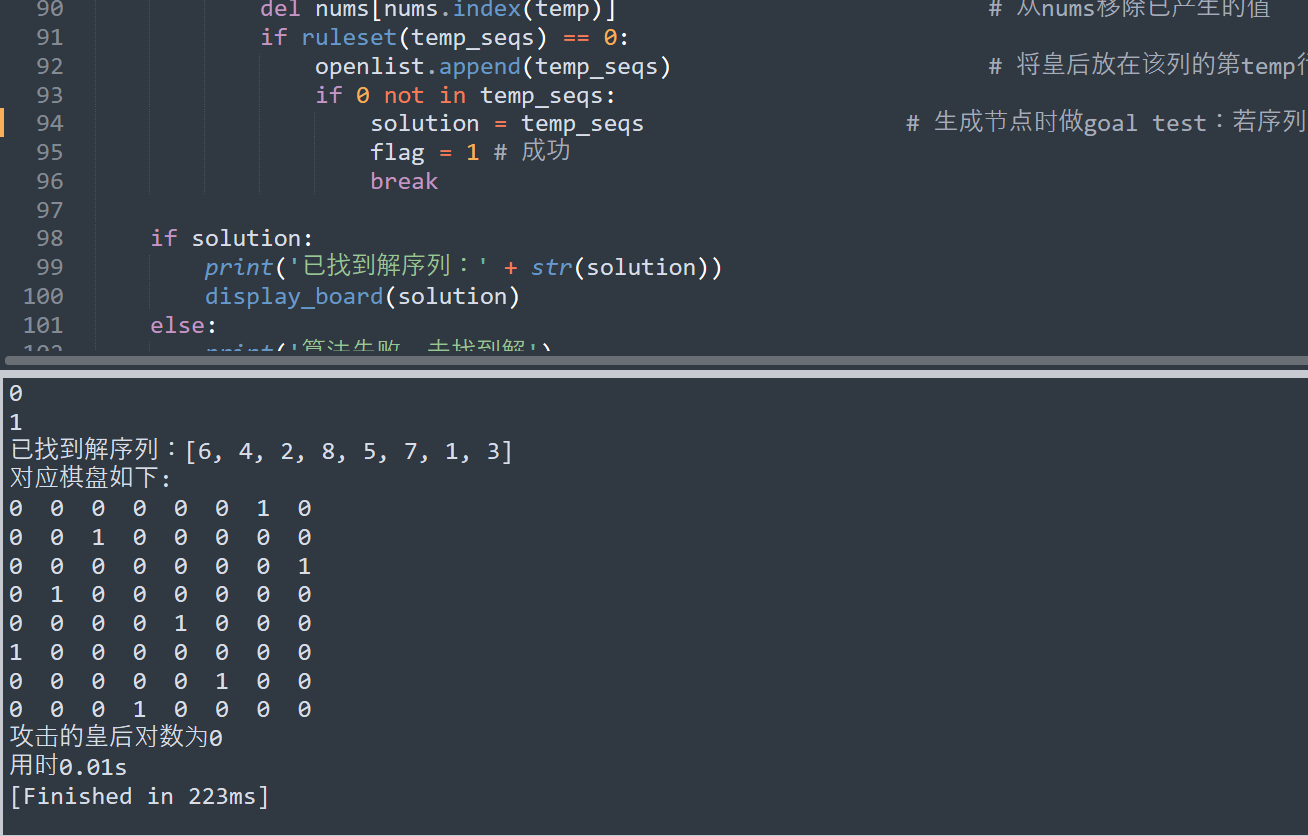 90 del nums[nums.index(temp)] # 从nums移除已产生的值
91 if ruleset(temp_seqs) == 0:
92 openlist.append(temp_seqs) # 将皇后放在该列的第temp行
93 if 0 not in temp_seqs:
94 solution = temp_seqs # 生成节点时做goal test：若序列
95 flag = 1 # 成功
96 break
97
98 if solution:
99 print('已找到解序列：' + str(solution))
100 display_board(solution)
101 else:
102 print('算法失败，未找到解')
0
1
已找到解序列：[6, 4, 2, 8, 5, 7, 1, 3]
对应棋盘如下:
0 0 0 0 0 0 1 0
0 0 1 0 0 0 0 0
0 0 0 0 0 0 0 1
0 1 0 0 0 0 0 0
0 0 0 0 1 0 0 0
1 0 0 0 0 0 0 0
0 0 0 0 0 1 0 0
0 0 0 1 0 0 0 0
攻击的皇后对数为0
用时0.01s
[Finished in 223ms]